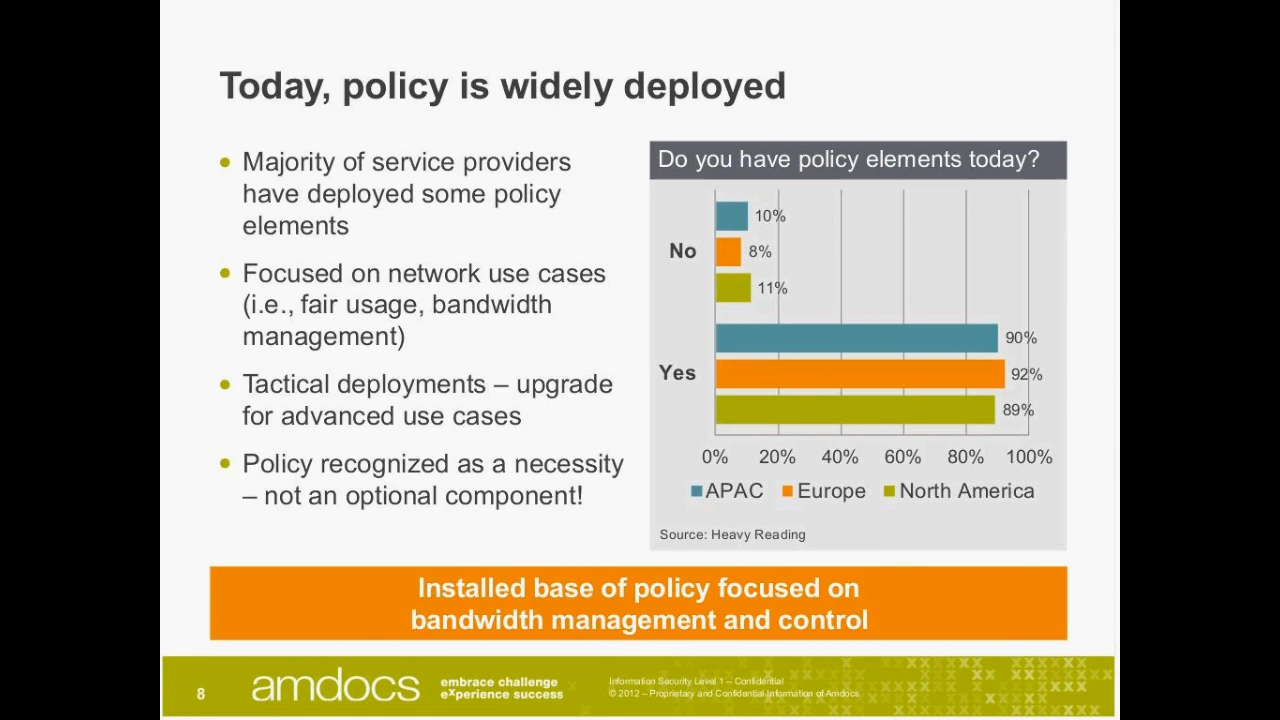 Today, policy is widely deployed
Majority of service providers
have deployed some policy
elements
Focused on network use cases
(i.e., fair usage, bandwidth
management)
Tactical deployments – upgrade
for advanced use cases
Policy recognized as a necessity
– not an optional component!
Do you have policy elements today?
No
10%
8%
11%
Yes
90%
92%
89%
0% 20% 40% 60% 80% 100%
APAC Europe North America
Source: Heavy Reading
Installed base of policy focused on
bandwidth management and control
8
amdocs
embrace challenge
experience success
Information Security Level 1 – Confidential
© 2012 – Proprietary and Confidential Information of Amdocs